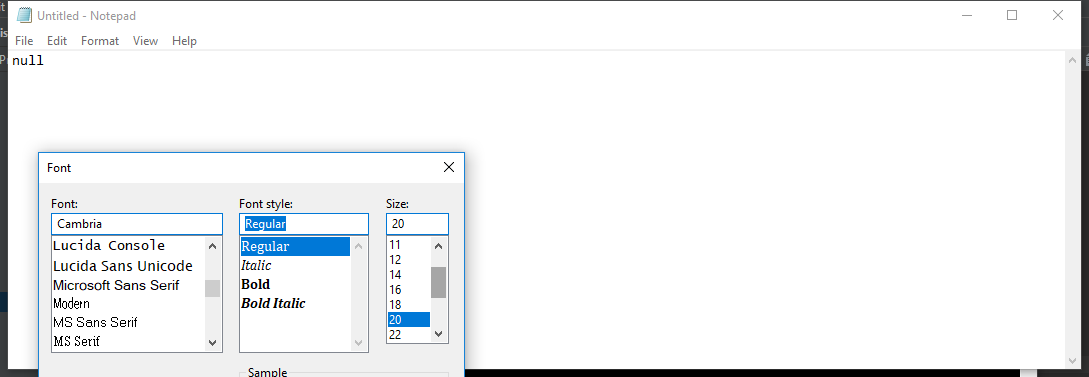 Untitled - Notepad
File Edit Format View Help
null
Font
Font: Font style: Size:
Cambria Regular 20
Lucida Console Regular 11
Lucida Sans Unicode Italic 12
Microsoft Sans Serif Bold 14
Modern Bold Italic 16
MS Sans Serif 18
MS Serif 20
22
Sample